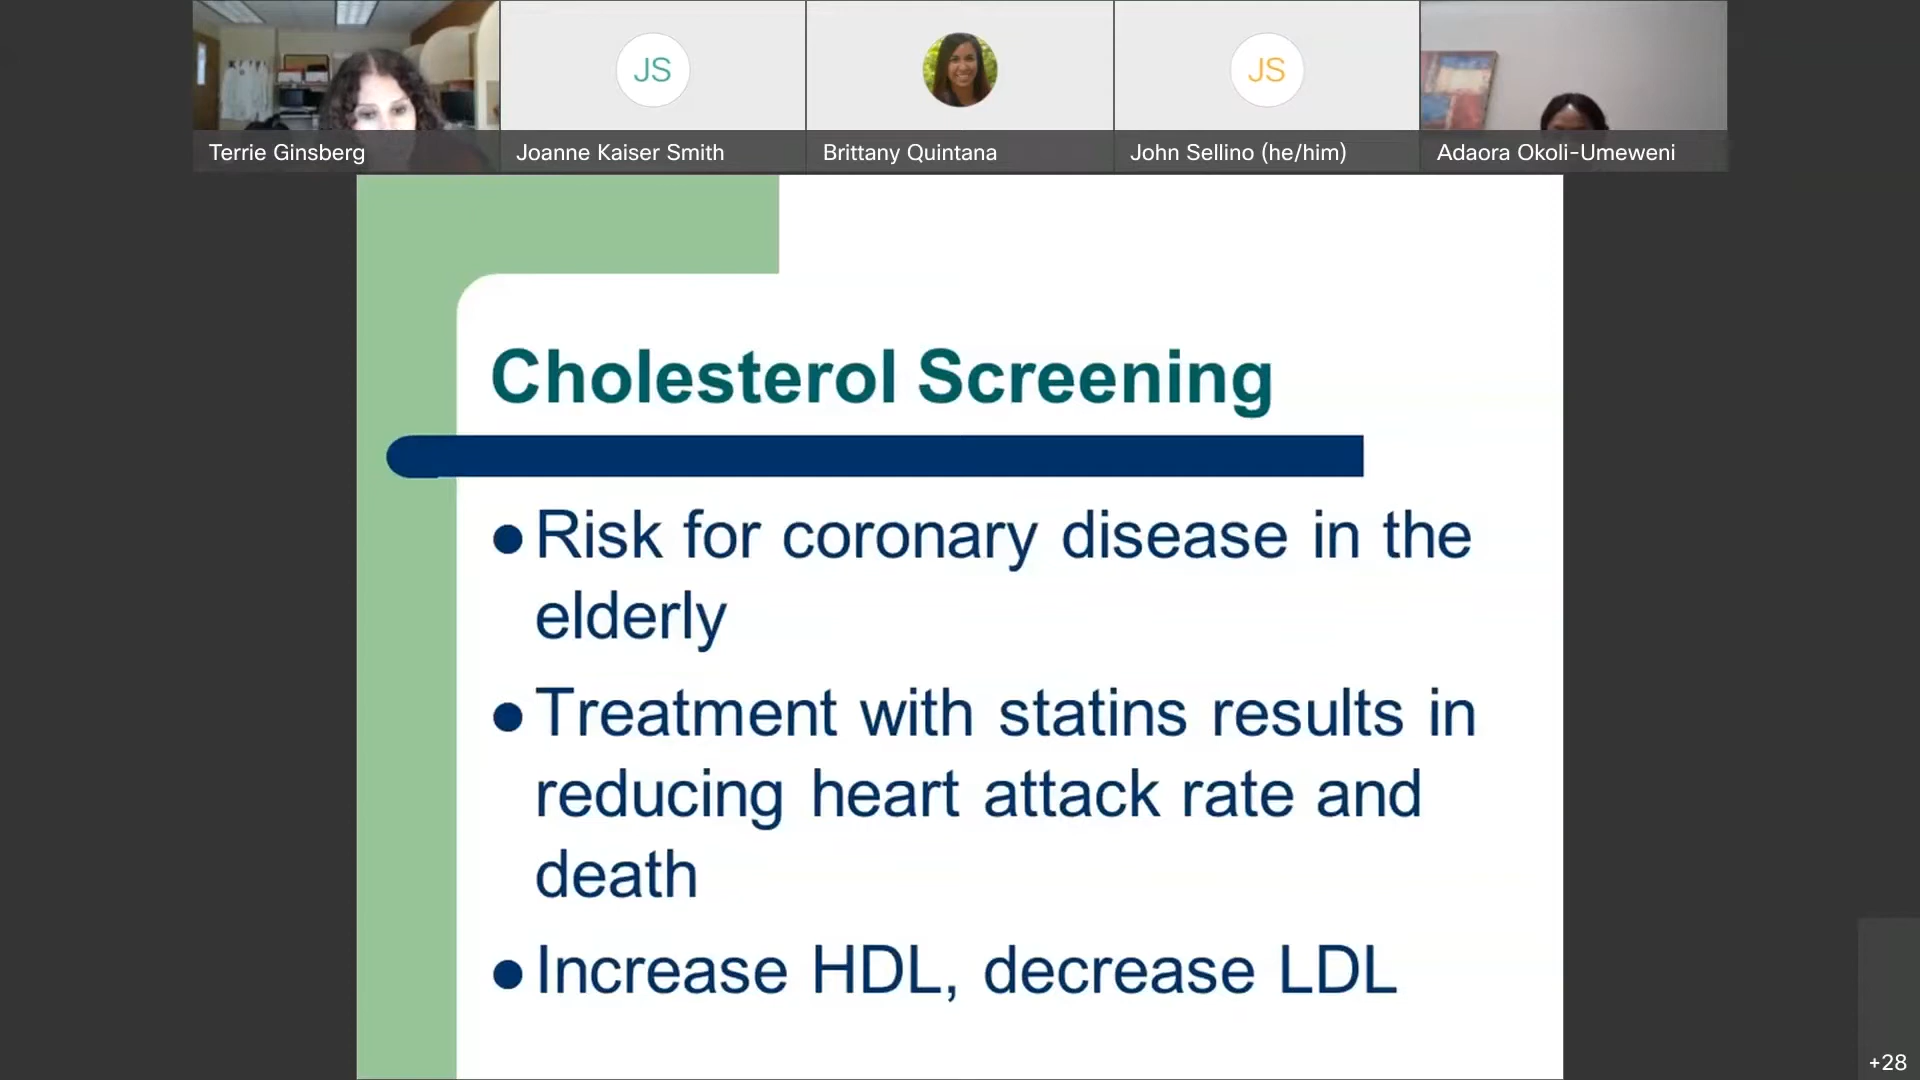 JS
JS
Terrie Ginsberg
Joanne Kaiser Smith
Brittany Quintana
John Sellino (he/him)
Adaora Okoli-Umeweni
Cholesterol Screening
● Risk for coronary disease in the
elderly
● Treatment with statins results in
reducing heart attack rate and
death
● Increase HDL, decrease LDL
+28